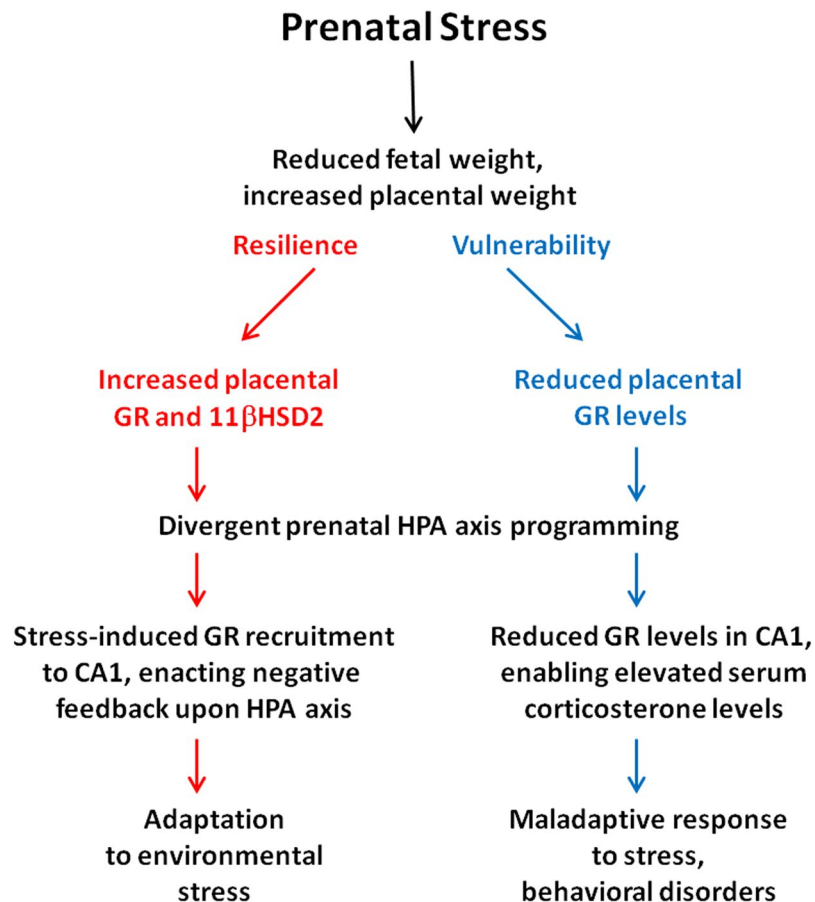 Prenatal Stress
Reduced fetal weight,
increased placental weight
Resilience
Vulnerability
Increased placental
GR and 11βHSD2
Reduced placental
GR levels
Divergent prenatal HPA axis programming
Stress-induced GR recruitment
to CA1, enacting negative
feedback upon HPA axis
Reduced GR levels in CA1,
enabling elevated serum
corticosterone levels
Adaptation
to environmental
stress
Maladaptive response
to stress,
behavioral disorders